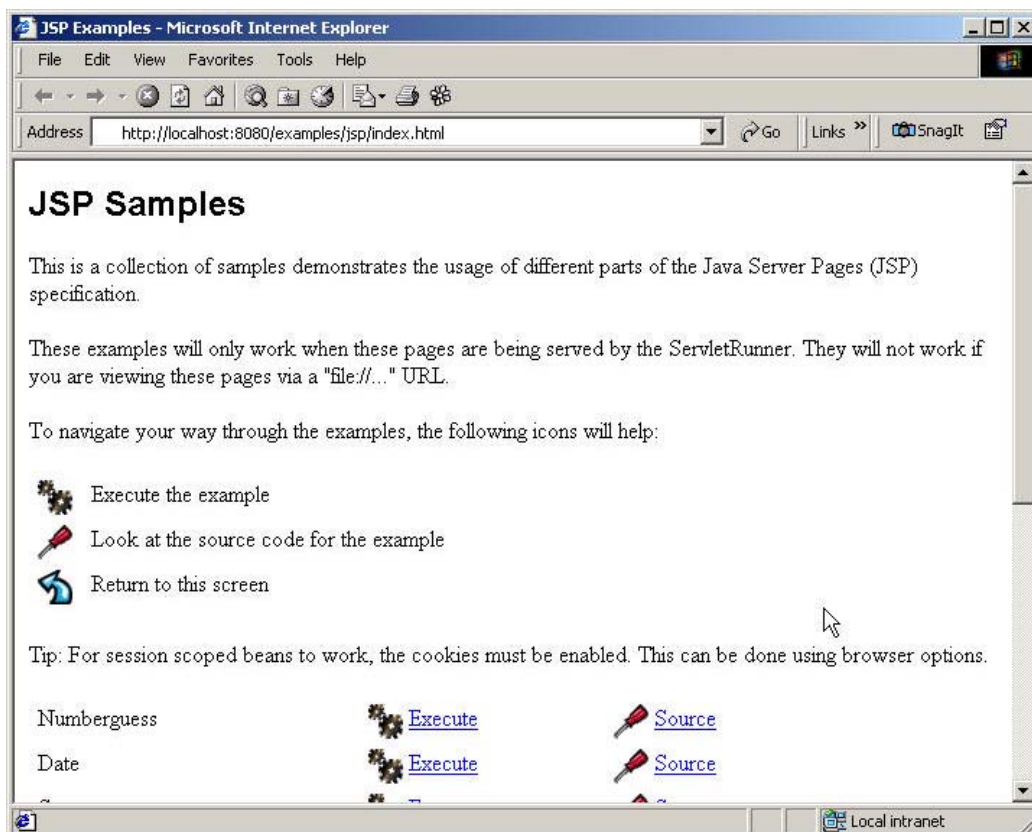 JSP Examples - Microsoft Internet Explorer
File Edit View Favorites Tools Help
Address http://localhost:8080/examples/jsp/index.html Go Links » SnagIt
JSP Samples
This is a collection of samples demonstrates the usage of different parts of the Java Server Pages (JSP)
specification.
These examples will only work when these pages are being served by the ServletRunner. They will not work if
you are viewing these pages via a "file://..." URL.
To navigate your way through the examples, the following icons will help:
Execute the example
Look at the source code for the example
Return to this screen
Tip: For session scoped beans to work, the cookies must be enabled. This can be done using browser options.
Numberguess Execute Source
Date Execute Source
Local intranet